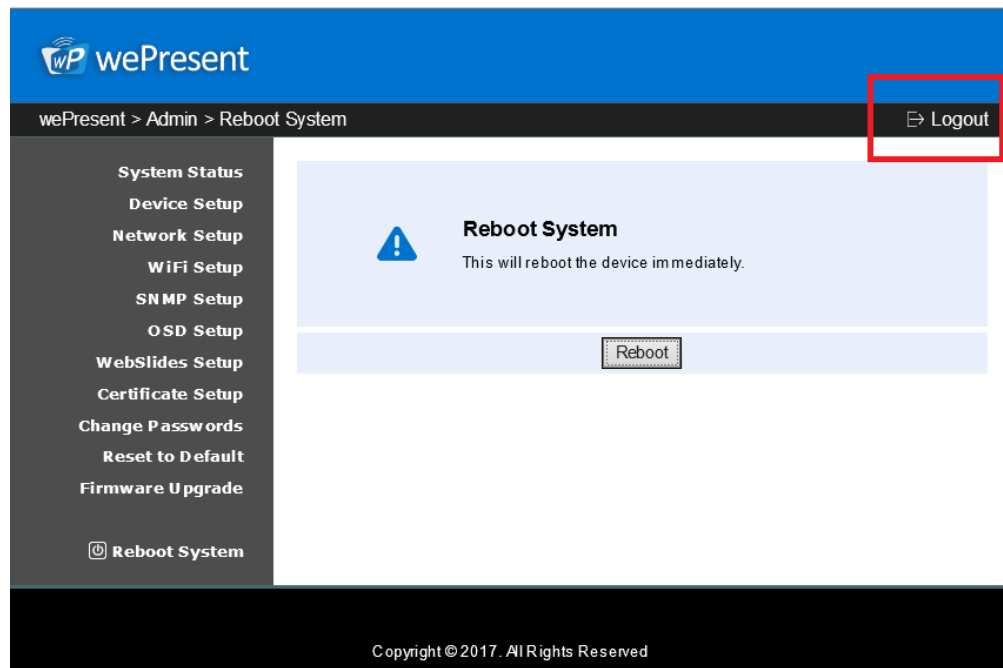 wP wePresent
wePresent > Admin > Reboot System
Logout
System Status
Device Setup
Network Setup
WiFi Setup
SNMP Setup
OSD Setup
WebSlides Setup
Certificate Setup
Change Passwords
Reset to Default
Firmware Upgrade
Reboot System
Reboot System
This will reboot the device immediately.
Reboot
Copyright © 2017. All Rights Reserved